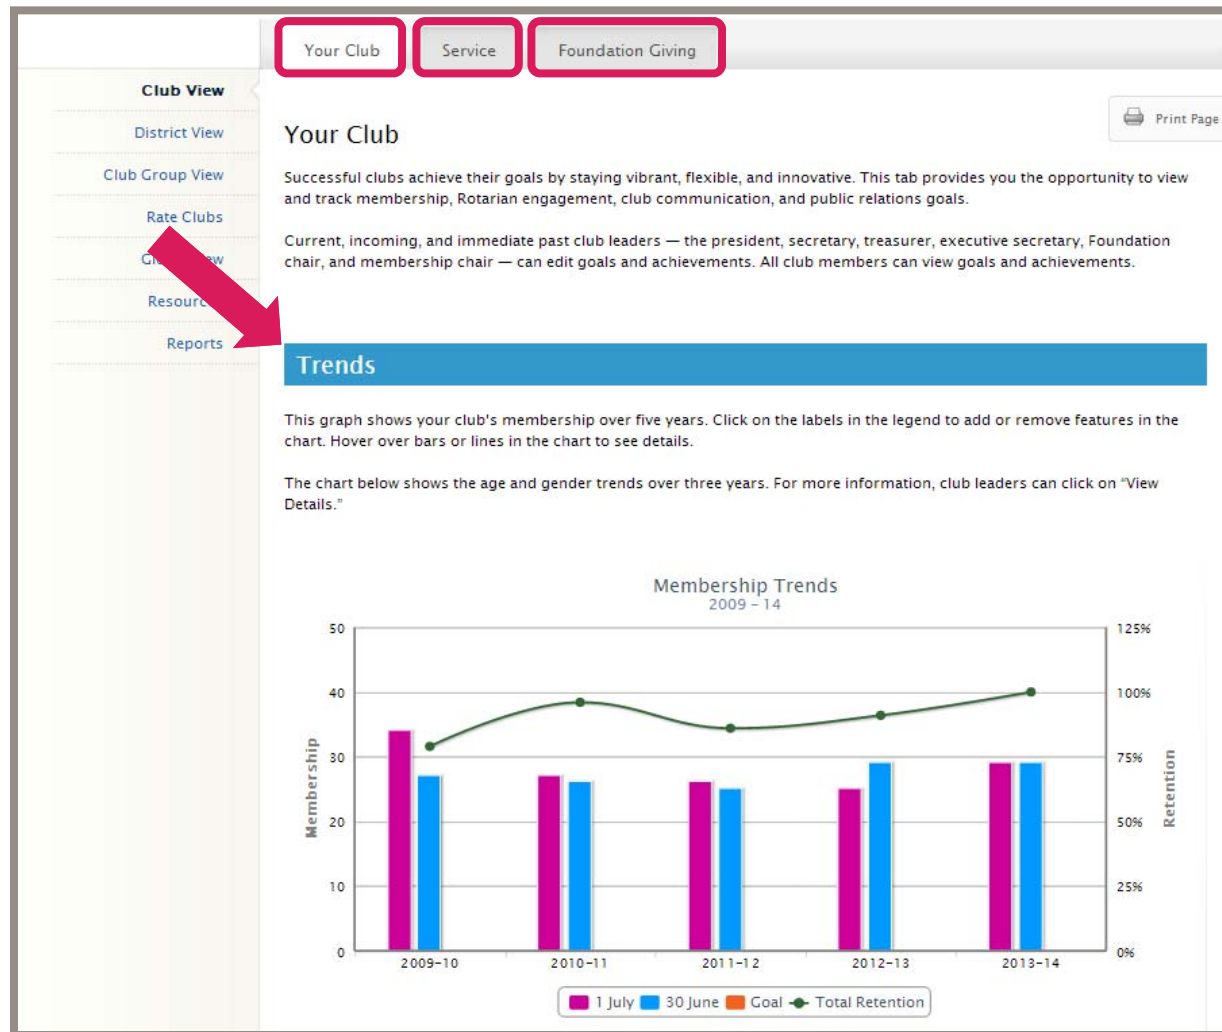 Your Club
Service
Foundation Giving
Club View
District View
Club Group View
Rate Clubs
Resource
Reports
Print Page
Your Club
Successful clubs achieve their goals by staying vibrant, flexible, and innovative. This tab provides you the opportunity to view
and track membership, Rotarian engagement, club communication, and public relations goals.
Current, incoming, and immediate past club leaders — the president, secretary, treasurer, executive secretary, Foundation
chair, and membership chair — can edit goals and achievements. All club members can view goals and achievements.
Trends
This graph shows your club's membership over five years. Click on the labels in the legend to add or remove features in the
chart. Hover over bars or lines in the chart to see details.
The chart below shows the age and gender trends over three years. For more information, club leaders can click on “View
Details.”
Membership Trends
2009 – 14
50
40
30
20
10
0
Membership
125%
100%
75%
50%
25%
0%
Retention
2009-10
2010-11
2011-12
2012-13
2013-14
1 July
30 June
Goal
Total Retention